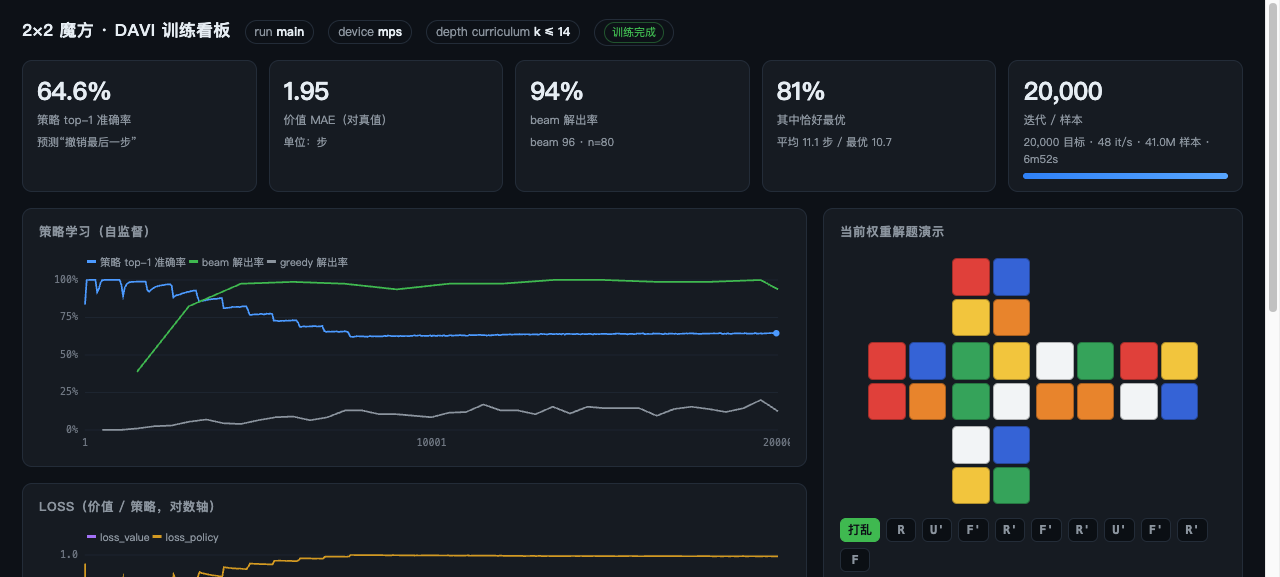 2×2 魔方 · DAVI 训练看板
run main
device mps
depth curriculum k ≤ 14
训练完成
64.6%
策略 top-1 准确率
预测“撤销最后一步”
1.95
价值 MAE（对真值）
单位：步
94%
beam 解出率
beam 96 · n=80
81%
其中恰好最优
平均 11.1 步 / 最优 10.7
20,000
迭代 / 样本
20,000 目标 · 48 it/s · 41.0M 样本 ·
6m52s
策略学习（自监督）
策略 top-1 准确率 beam 解出率 greedy 解出率
100%
75%
50%
25%
0%
1 10001 20000
当前权重解题演示
打乱 R U' F' R' F' R' U' F' R'
F
LOSS（价值 / 策略，对数轴）
loss_value loss_policy
1.0